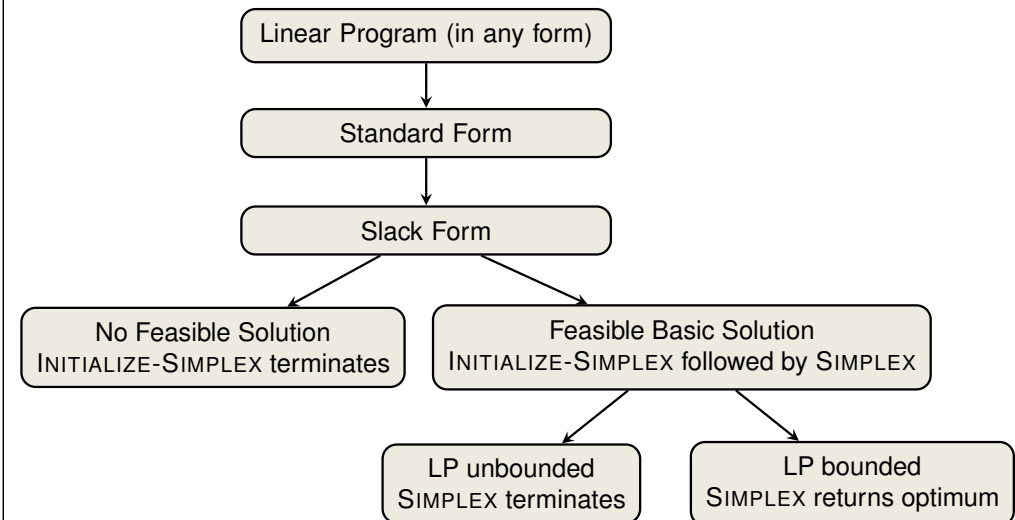 Linear Program (in any form)
Standard Form
Slack Form
No Feasible Solution
INITIALIZE-SIMPLEX terminates
Feasible Basic Solution
INITIALIZE-SIMPLEX followed by SIMPLEX
LP unbounded
SIMPLEX terminates
LP bounded
SIMPLEX returns optimum